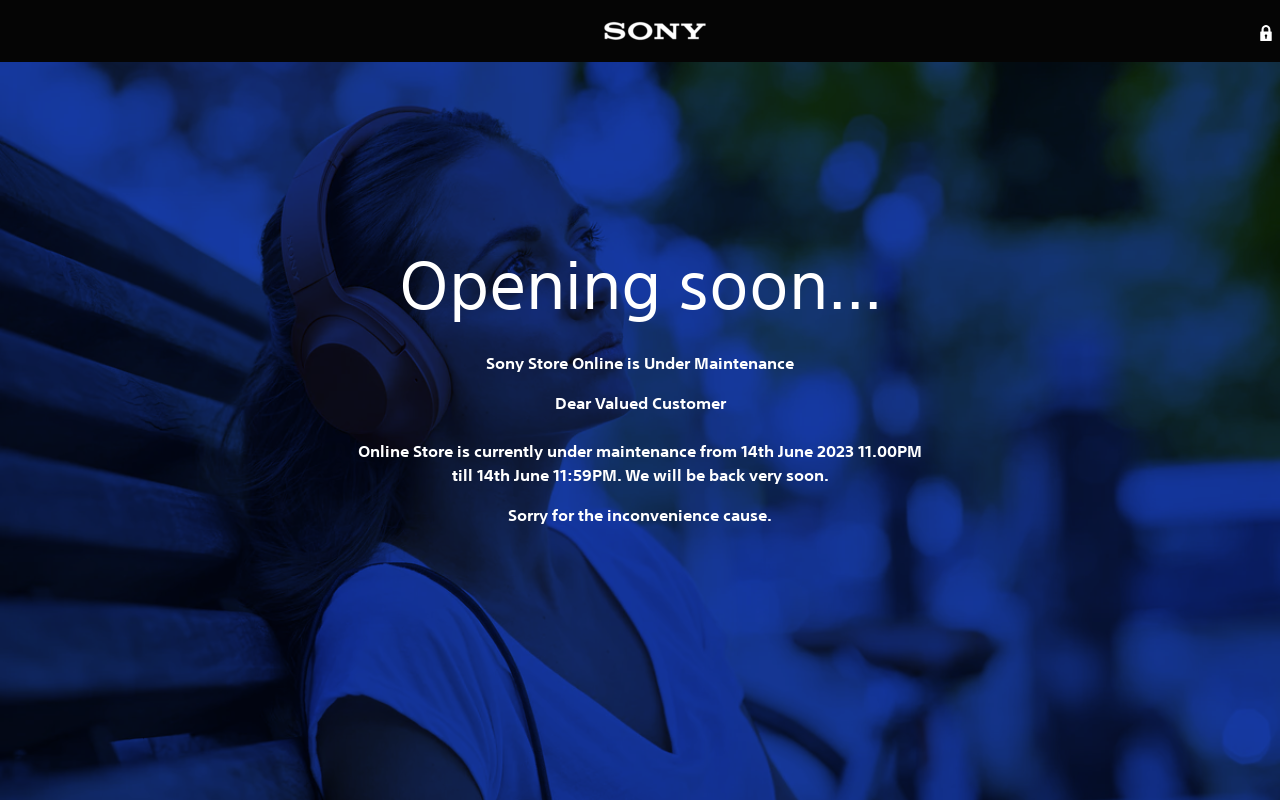 SONY
Opening soon...
Sony Store Online is Under Maintenance
Dear Valued Customer
Online Store is currently under maintenance from 14th June 2023 11.00PM
till 14th June 11:59PM. We will be back very soon.
Sorry for the inconvenience cause.